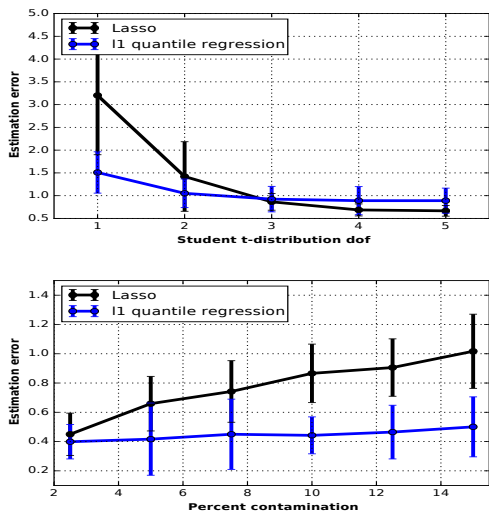 5.0
4.5
4.0
3.5
3.0
2.5
2.0
1.5
1.0
0.5
Estimation error
Lasso
l1 quantile regression
1 2 3 4 5
Student t-distribution dof
1.4
1.2
1.0
0.8
0.6
0.4
0.2
Estimation error
Lasso
l1 quantile regression
2 4 6 8 10 12 14
Percent contamination